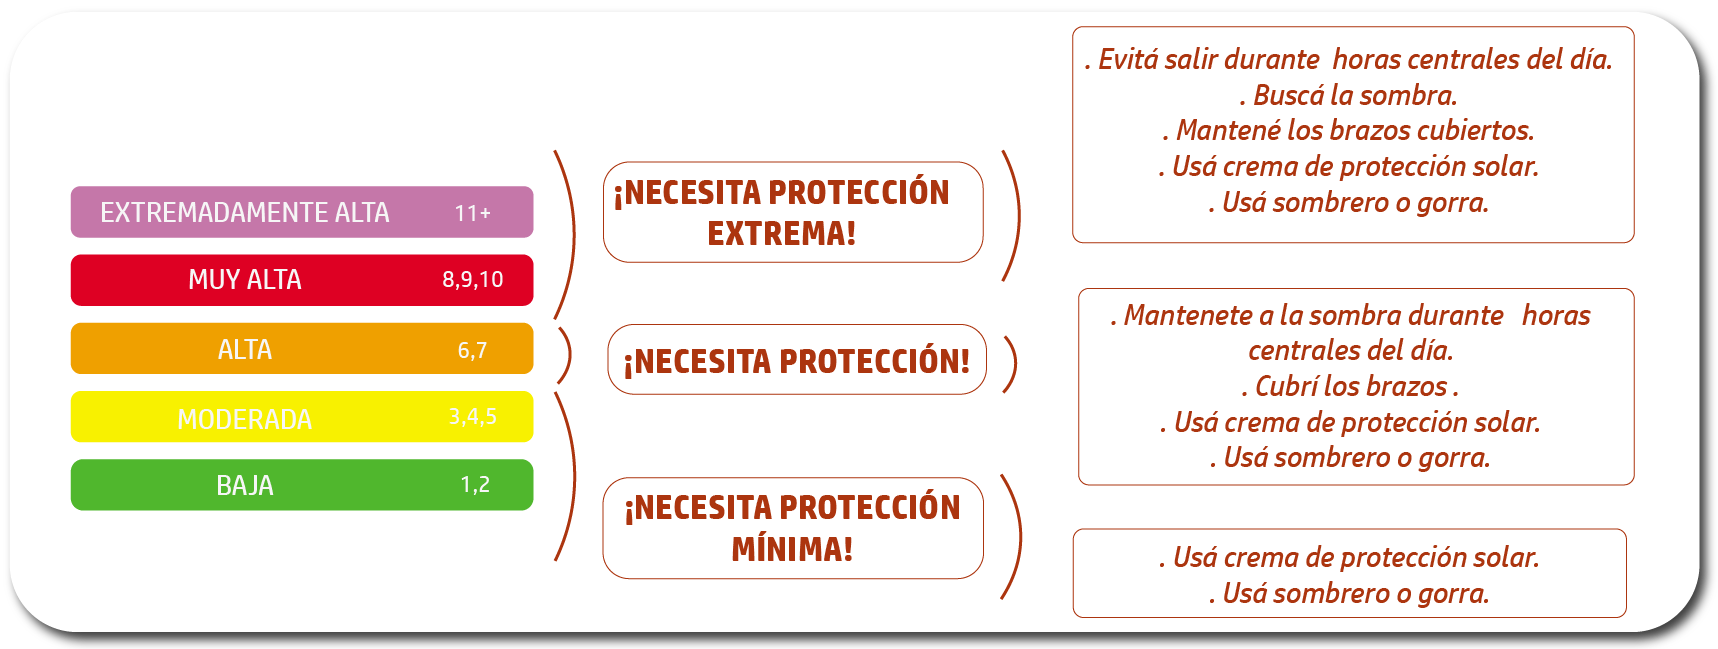 EXTREMADAMENTE ALTA 11+
MUY ALTA 8,9,10
ALTA 6,7
MODERADA 3,4,5
BAJA 1,2
¡NECESITA PROTECCIÓN
EXTREMA!
¡NECESITA PROTECCIÓN!
¡NECESITA PROTECCIÓN
MÍNIMA!
. Evitá salir durante horas centrales del día.
. Buscá la sombra.
. Mantené los brazos cubiertos.
. Usá crema de protección solar.
. Usá sombrero o gorra.
. Mantenete a la sombra durante horas
centrales del día.
. Cubrí los brazos .
. Usá crema de protección solar.
. Usá sombrero o gorra.
. Usá crema de protección solar.
. Usá sombrero o gorra.